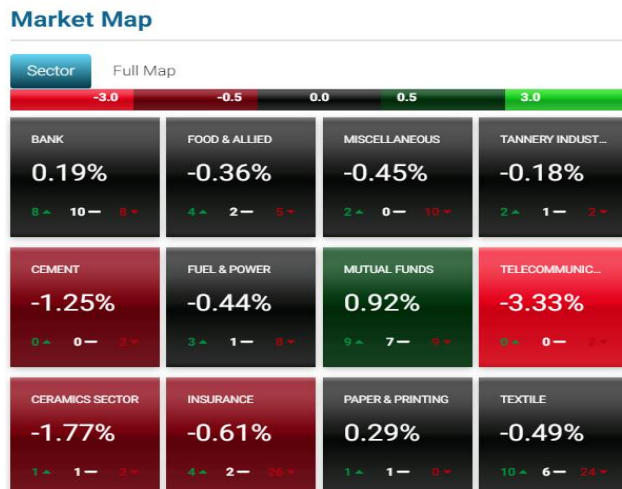 Market Map
Sector Full Map
-3.0 -0.5 0.0 0.5 3.0
BANK FOOD & ALLIED MISCELLANEOUS TANNERY INDUST...
0.19% -0.36% -0.45% -0.18%
8 10 8 4 2 5 2 0 10 2 1 2
CEMENT FUEL & POWER MUTUAL FUNDS TELECOMMUNIC...
-1.25% -0.44% 0.92% -3.33%
0 0 2 3 1 8 9 7 9 0 0 2
CERAMICS SECTOR INSURANCE PAPER & PRINTING TEXTILE
-1.77% -0.61% 0.29% -0.49%
1 1 3 4 2 26 1 1 0 10 6 24